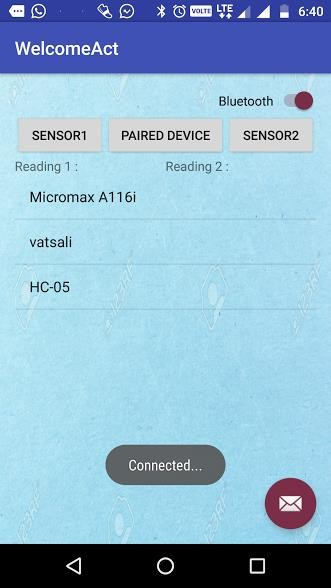 VOLTE LTE 6:40
WelcomeAct
Bluetooth
SENSOR1 PAIRED DEVICE SENSOR2
Reading 1 : Reading 2 :
Micromax A116i
vatsali
HC-05
Connected...
123RF